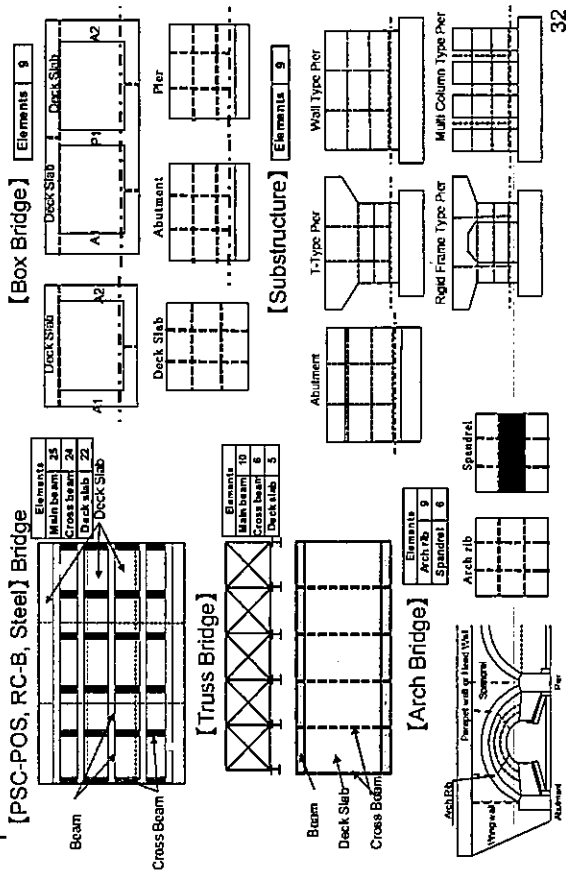 [PSC-POS, RC-B, Steel] Bridge
Elements
Main beam 25
Cross beam 24
Deck slab 22
Deck Slab
Beam
Cross Beam
[Truss Bridge]
Elements
Main beam 10
Cross beam 6
Deck slab 5
Beam
Deck Slab
Cross Beam
[Arch Bridge]
Elements
Arch rib 9
Spandrel 6
Arch Rib
Wing wall
Parapet wall or Head Wall
Spandrel
Abutment
Pier
Arch rib
Spandrel
[Box Bridge]
Elements 9
Deck Slab
A1
A2
Deck Slab
Deck Slab
A1
P1
A2
Deck Slab
Abutment
Pier
[Substructure]
Elements 9
Abutment
T-Type Pier
Wall Type Pier
Rigid Frame Type Pier
Multi Column Type Pier
32